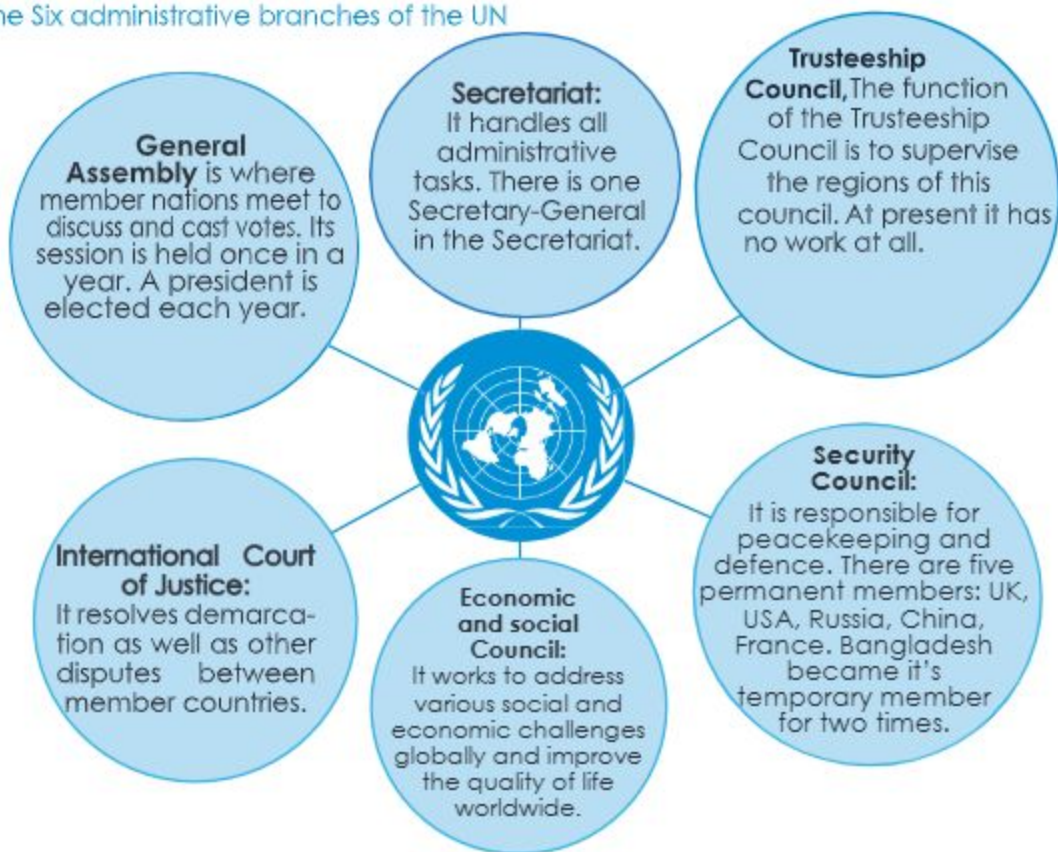 he Six administrative branches of the UN
General
Assembly is where
member nations meet to
discuss and cast votes. Its
session is held once in a
year. A president is
elected each year.
Secretariat:
It handles all
administrative
tasks. There is one
Secretary-General
in the Secretariat.
Trusteeship
Council,The function
of the Trusteeship
Council is to supervise
the regions of this
council. At present it has
no work at all.
International Court
of Justice:
It resolves demarca-
tion as well as other
disputes between
member countries.
Economic
and social
Council:
It works to address
various social and
economic challenges
globally and improve
the quality of life
worldwide.
Security
Council:
It is responsible for
peacekeeping and
defence. There are five
permanent members: UK,
USA, Russia, China,
France. Bangladesh
became it's
temporary member
for two times.